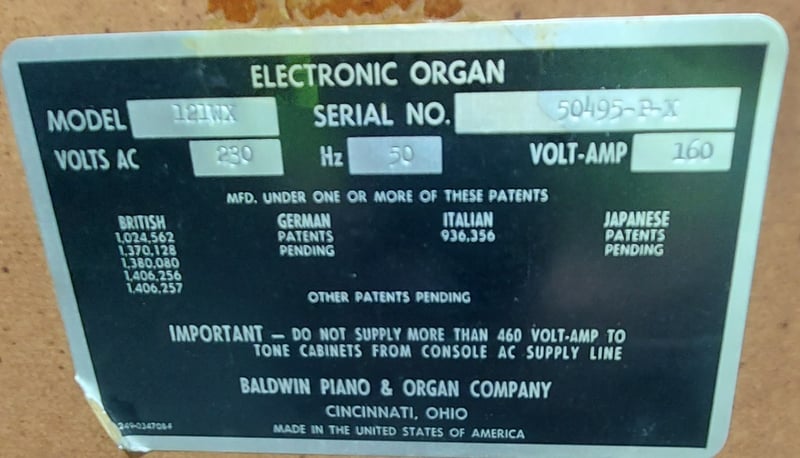 ELECTRONIC ORGAN
MODEL SERIAL NO. 50495-P-X
VOLTS AC 230 Hz 50 VOLT-AMP 160
MFD. UNDER ONE OR MORE OF THESE PATENTS
BRITISH GERMAN ITALIAN JAPANESE
1,024,562 PATENTS 936,356 PATENTS
1,370,128 PENDING PENDING
1,380,080
1,406,256
1,406,257
OTHER PATENTS PENDING
IMPORTANT — DO NOT SUPPLY MORE THAN 460 VOLT-AMP TO
TONE CABINETS FROM CONSOLE AC SUPPLY LINE
BALDWIN PIANO & ORGAN COMPANY
CINCINNATI, OHIO
249-034708-4 MADE IN THE UNITED STATES OF AMERICA